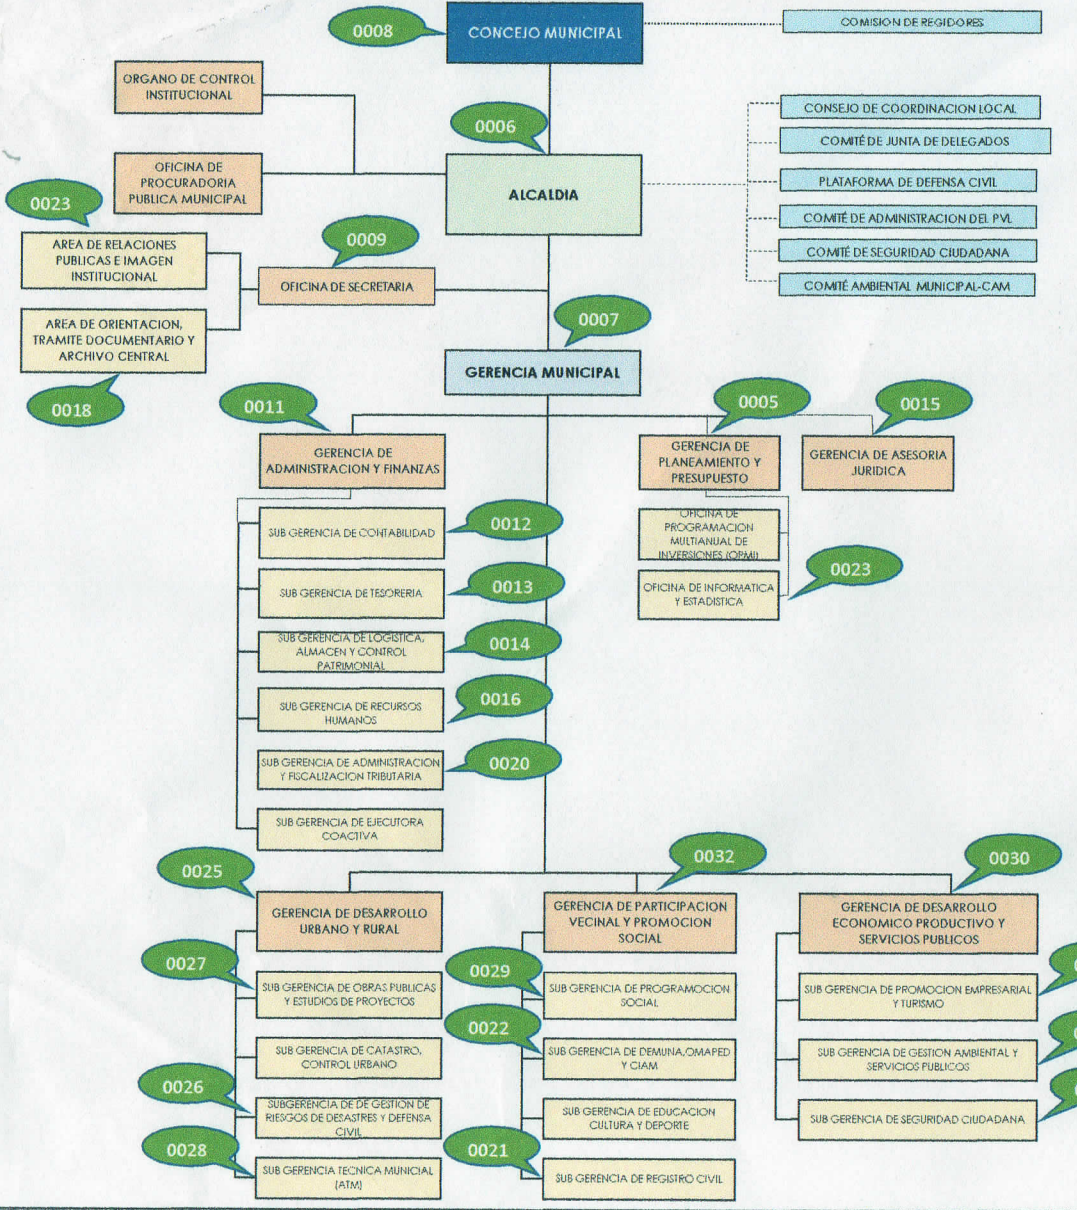 0008
CONCEJO MUNICIPAL
COMISION DE REGIDORES
ORGANO DE CONTROL
INSTITUCIONAL
0006
CONSEJO DE COORDINACION LOCAL
COMITÉ DE JUNTA DE DELEGADOS
OFICINA DE
PROCURADORIA
PUBLICA MUNICIPAL
ALCALDIA
PLATAFORMA DE DEFENSA CIVIL
COMITÉ DE ADMINISTRACION DEL PVL
COMITÉ DE SEGURIDAD CIUDADANA
COMITÉ AMBIENTAL MUNICIPAL-CAM
0023
AREA DE RELACIONES
PUBLICAS E IMAGEN
INSTITUCIONAL
0009
OFICINA DE SECRETARIA
AREA DE ORIENTACION,
TRAMITE DOCUMENTARIO Y
ARCHIVO CENTRAL
0018
0007
GERENCIA MUNICIPAL
0011
GERENCIA DE
ADMINISTRACION Y FINANZAS
0005
GERENCIA DE
PLANEAMIENTO Y
PRESUPUESTO
0015
GERENCIA DE ASESORIA
JURIDICA
SUB GERENCIA DE CONTABILIDAD
0012
OFICINA DE
PROGRAMACION
MULTIANUAL DE
INVERSIONES (OPMI)
SUB GERENCIA DE TESORERIA
0013
OFICINA DE INFORMATICA
Y ESTADISTICA
0023
SUB GERENCIA DE LOGISTICA,
ALMACEN Y CONTROL
PATRIMONIAL
0014
SUB GERENCIA DE RECURSOS
HUMANOS
0016
SUB GERENCIA DE ADMINISTRACION
Y FISCALIZACION TRIBUTARIA
0020
SUB GERENCIA DE EJECUTORA
COACTIVA
0025
GERENCIA DE DESARROLLO
URBANO Y RURAL
0032
GERENCIA DE PARTICIPACION
VECINAL Y PROMOCION
SOCIAL
0030
GERENCIA DE DESARROLLO
ECONOMICO PRODUCTIVO Y
SERVICIOS PUBLICOS
0027
SUB GERENCIA DE OBRAS PUBLICAS
Y ESTUDIOS DE PROYECTOS
SUB GERENCIA DE CATASTRO,
CONTROL URBANO
0026
SUBGERENCIA DE DE GESTION DE
RIESGOS DE DESASTRES Y DEFENSA
CIVIL
0028
SUB GERENCIA TECNICA MUNICIAL
(ATM)
0029
SUB GERENCIA DE PROGRAMOCION
SOCIAL
0022
SUB GERENCIA DE DEMUNA,OMAPED
Y CIAM
SUB GERENCIA DE EDUCACION
CULTURA Y DEPORTE
0021
SUB GERENCIA DE REGISTRO CIVIL
SUB GERENCIA DE PROMOCION EMPRESARIAL
Y TURISMO
SUB GERENCIA DE GESTION AMBIENTAL Y
SERVICIOS PUBLICOS
SUB GERENCIA DE SEGURIDAD CIUDADANA